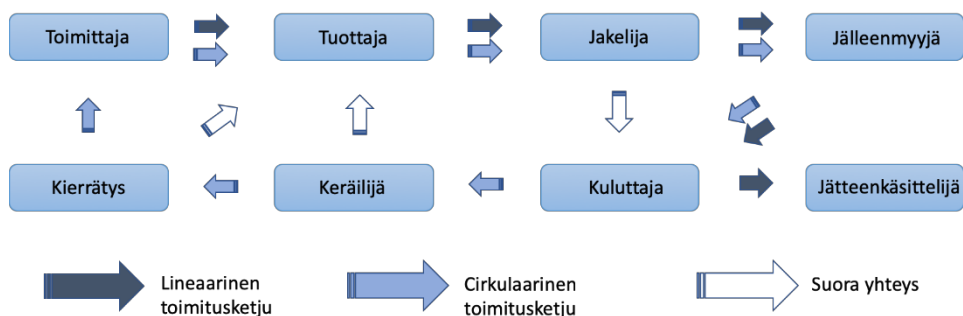 Toimittaja
Tuottaja
Jakelija
Jälleenmyyjä
Kierrätys
Keräilijä
Kuluttaja
Jätteenkäsittelijä
Lineaarinen
toimitusketju
Cirkulaarinen
toimitusketju
Suora yhteys